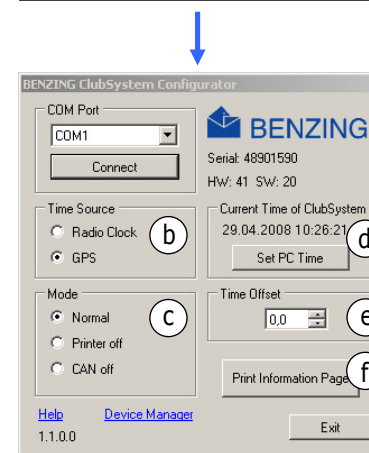 BENZING ClubSystem Configurator
COM Port
COM1
Connect
BENZING
Serial: 48901590
HW: 41 SW: 20
Time Source
Radio Clock
GPS
b
Current Time of ClubSystem
29.04.2008 10:26:21
d
Set PC Time
Mode
Normal
Printer off
CAN off
c
Time Offset
0,0
e
Print Information Page
f
Help
Device Manager
1.1.0.0
Exit